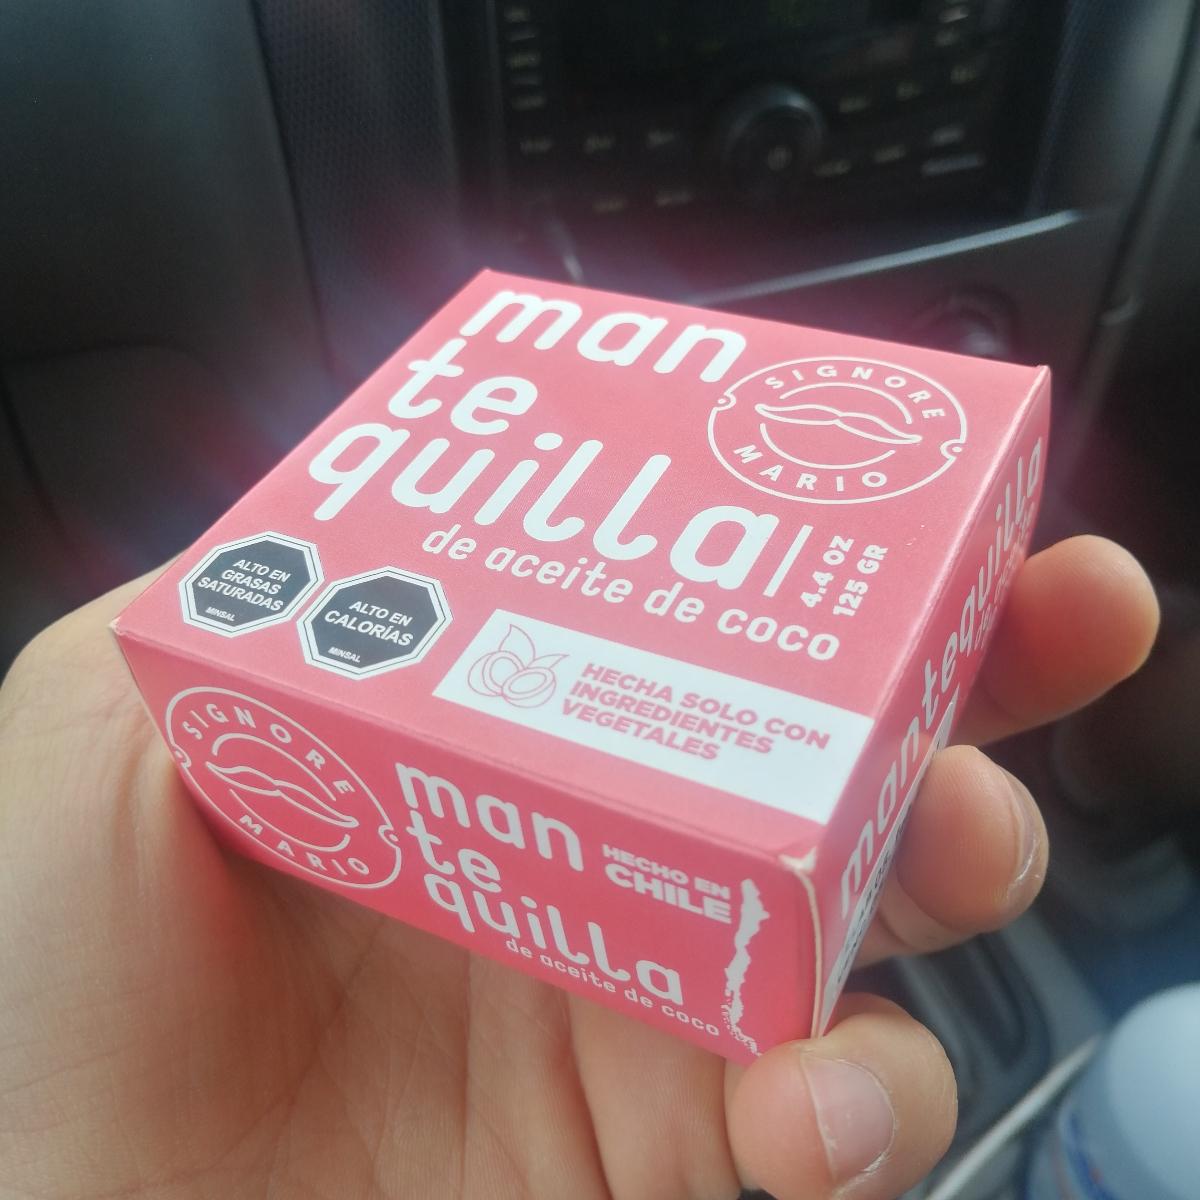 man
te
quilla
de aceite de coco
4.4 OZ
125 GR
SIGNORE
MARIO
ALTO EN
GRASAS
SATURADAS
MINSAL
ALTO EN
CALORÍAS
MINSAL
HECHA SOLO CON
INGREDIENTES
VEGETALES
SIGNORE
MARIO
man
te
quilla
de aceite de coco
HECHO EN
CHILE
mantequilla